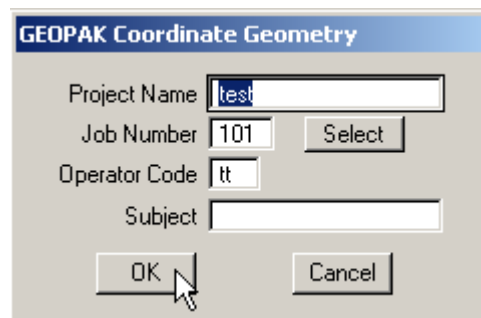 GEOPAK Coordinate Geometry
Project Name test
Job Number 101 Select
Operator Code tt
Subject
OK Cancel